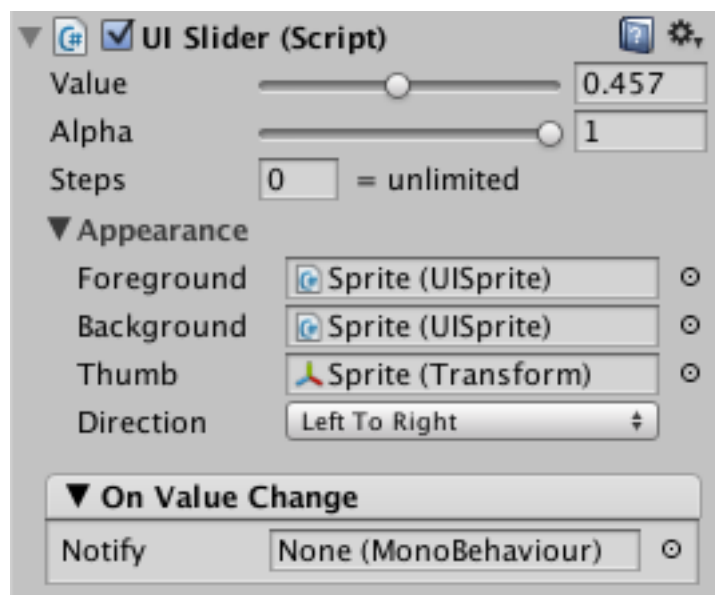 UI Slider (Script)
Value 0.457
Alpha 1
Steps 0 = unlimited
Appearance
Foreground Sprite (UISprite)
Background Sprite (UISprite)
Thumb Sprite (Transform)
Direction Left To Right
On Value Change
Notify None (MonoBehaviour)